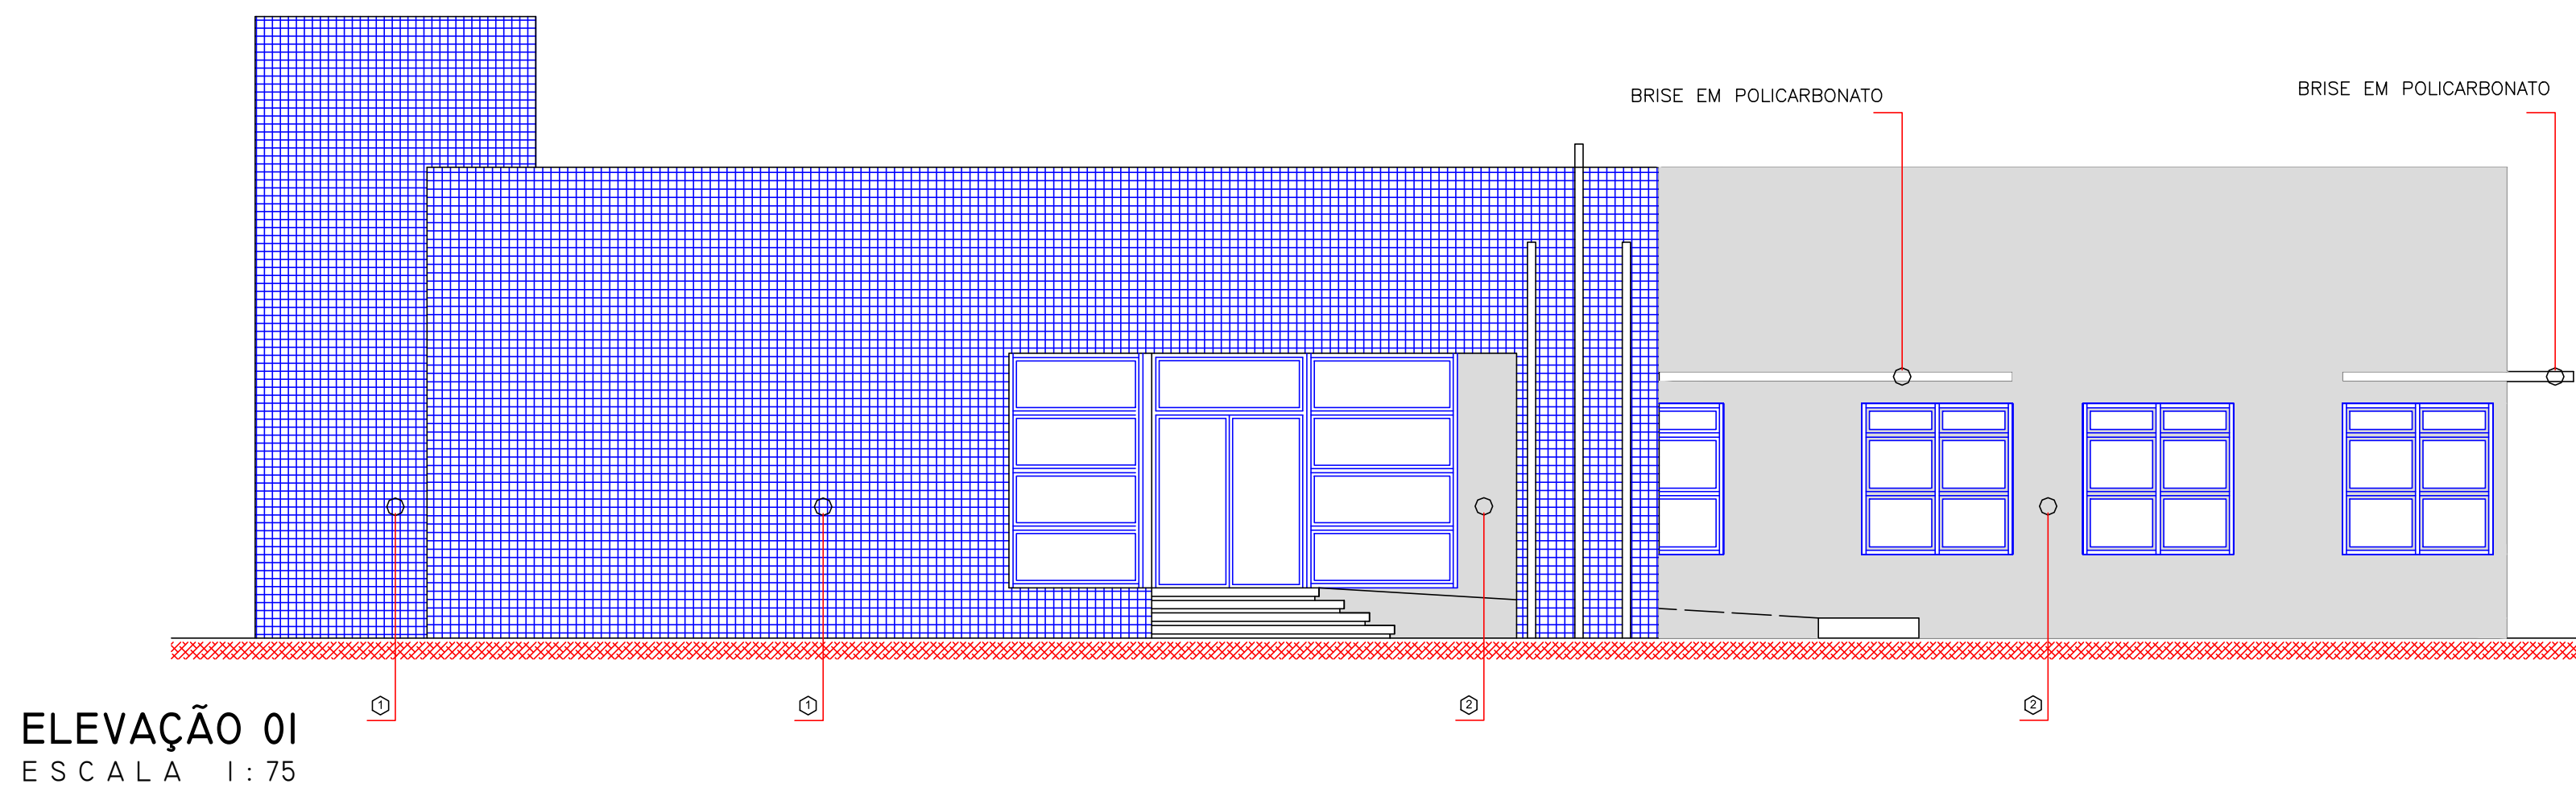 BRISE EM POLICARBONATO
BRISE EM POLICARBONATO
1
1
2
2
ELEVAÇÃO 01
ESCALA 1:75